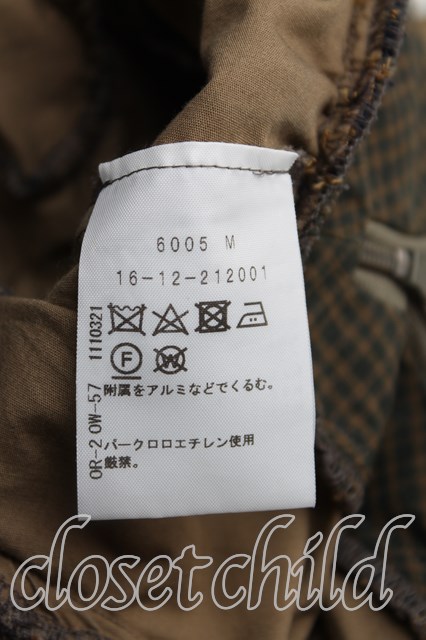 6005 M
16-12-212001
F W
附属をアルミなどでくるむ。
パークロロエチレン使用
厳禁。
OR-2 0W-57 1110321
closet child